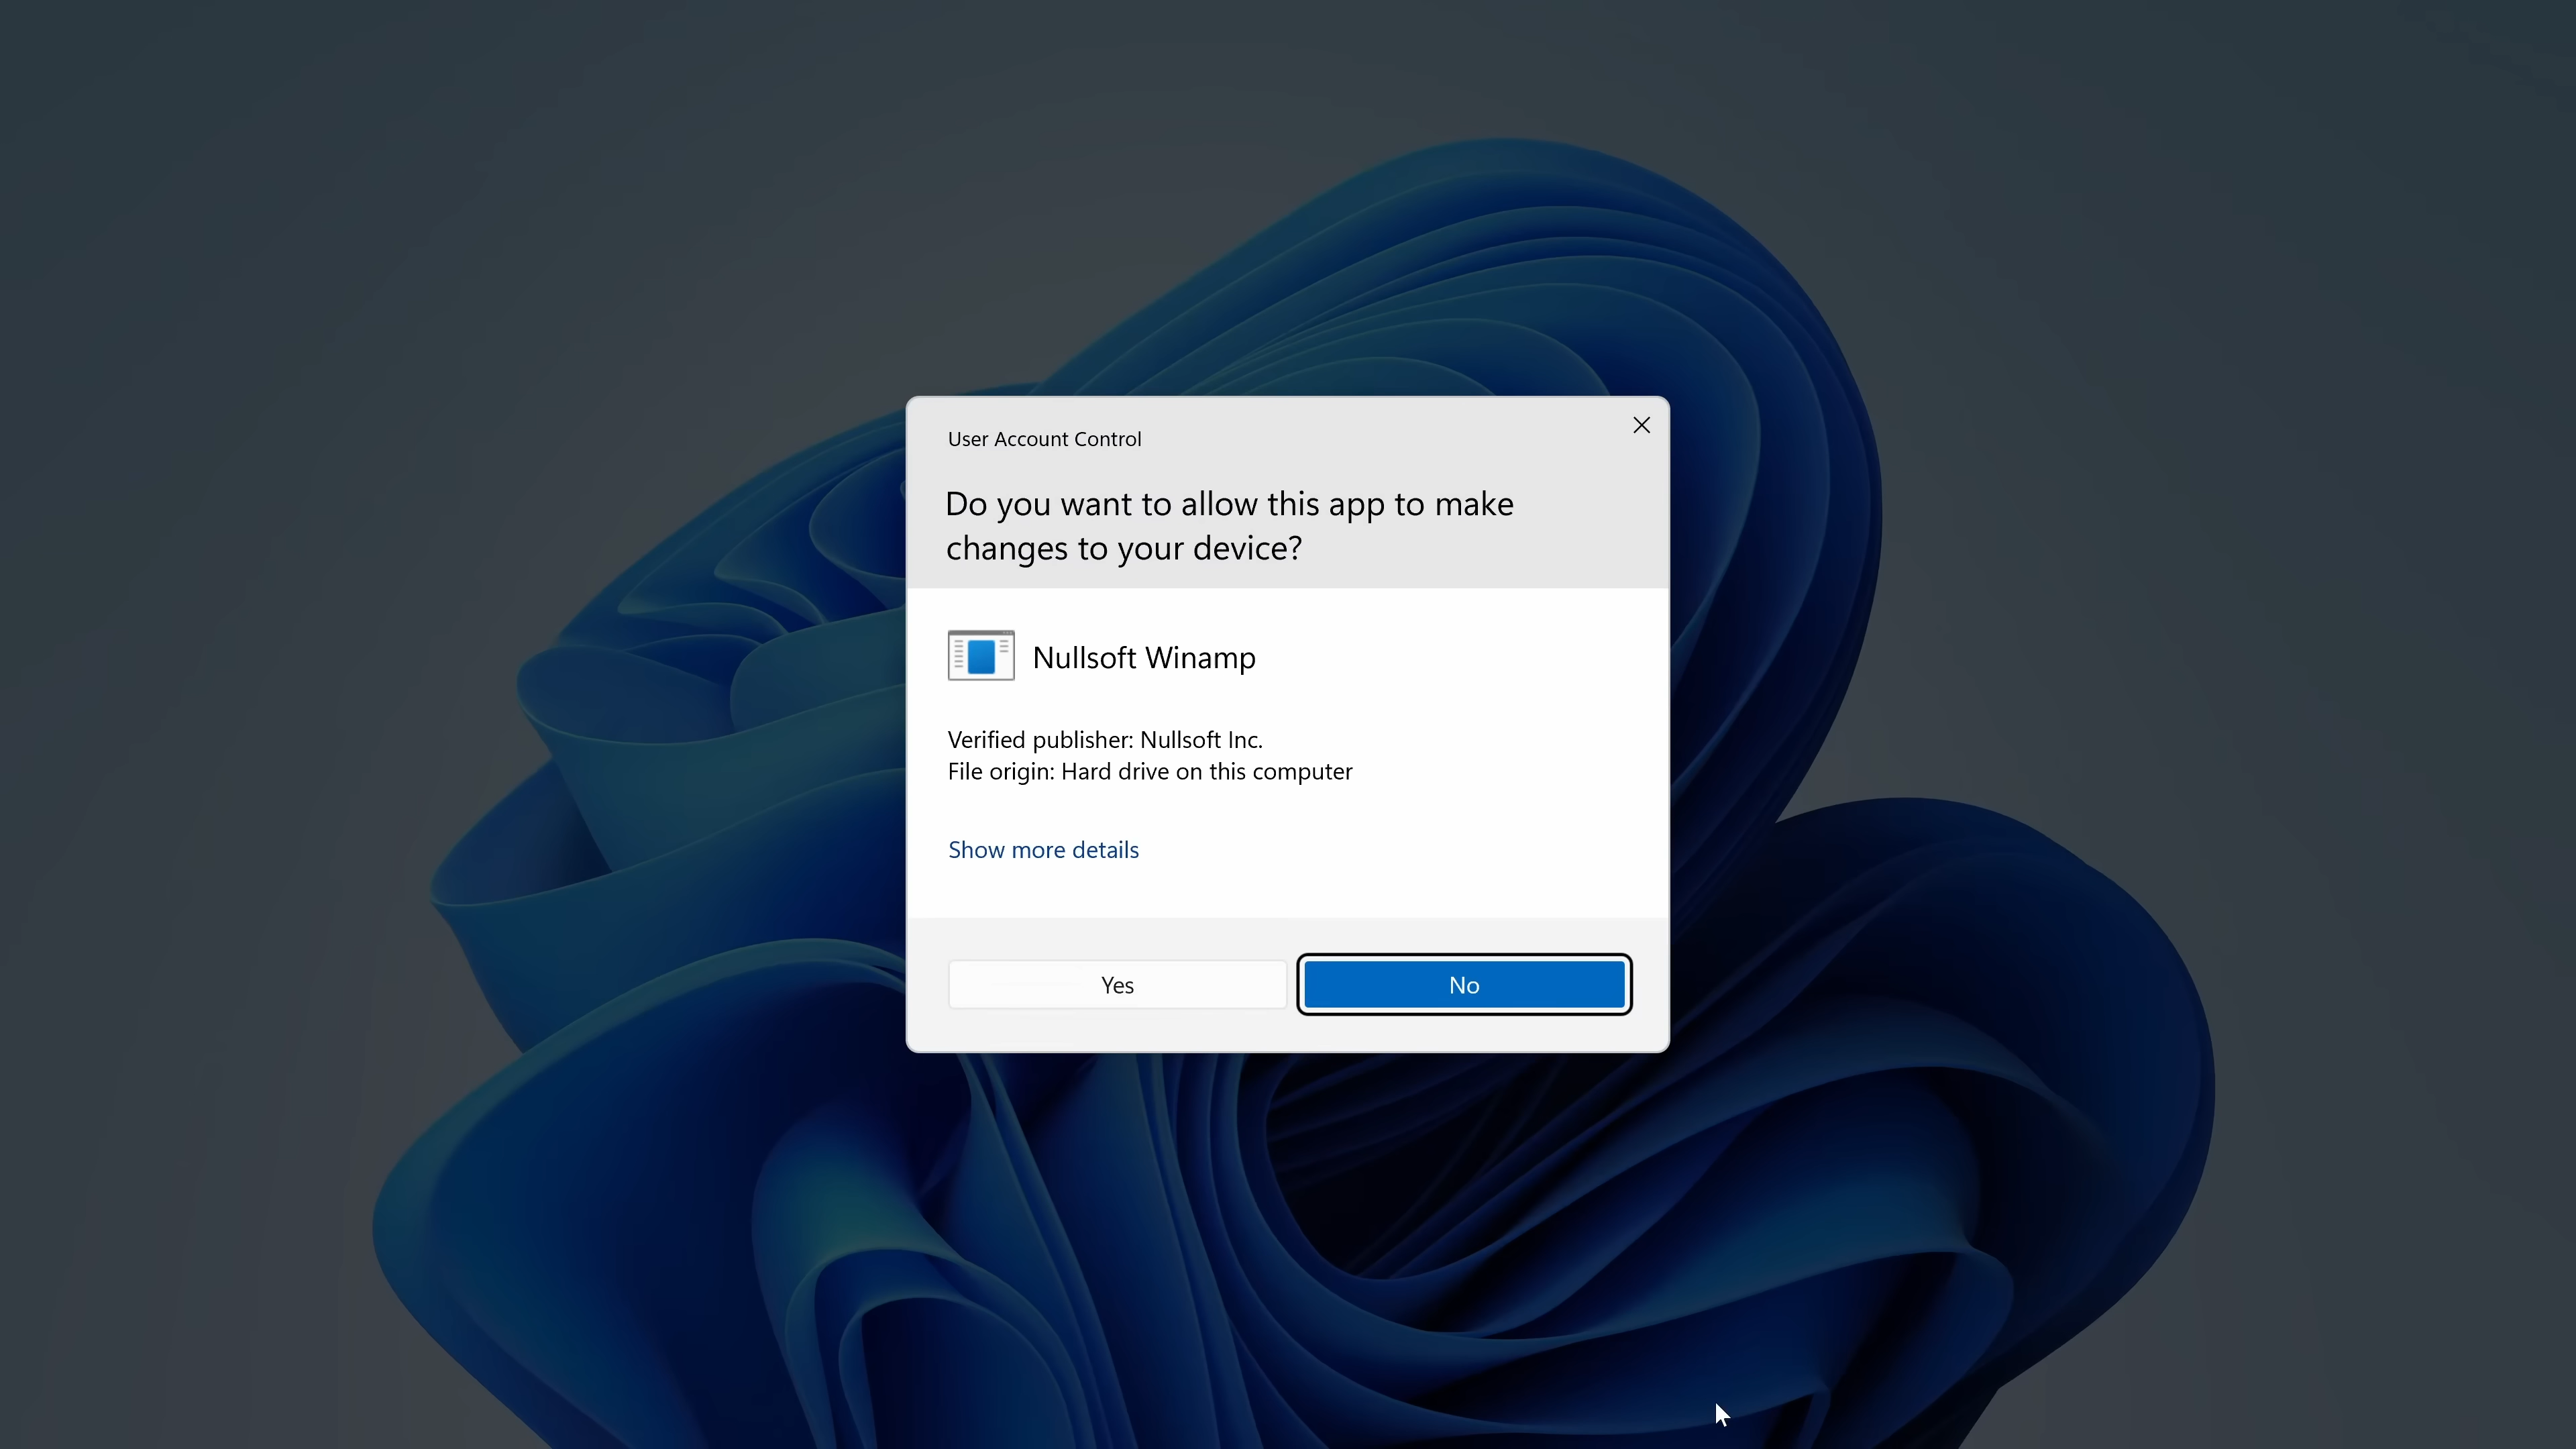 User Account Control
Do you want to allow this app to make
changes to your device?
Nullsoft Winamp
Verified publisher: Nullsoft Inc.
File origin: Hard drive on this computer
Show more details
Yes
No